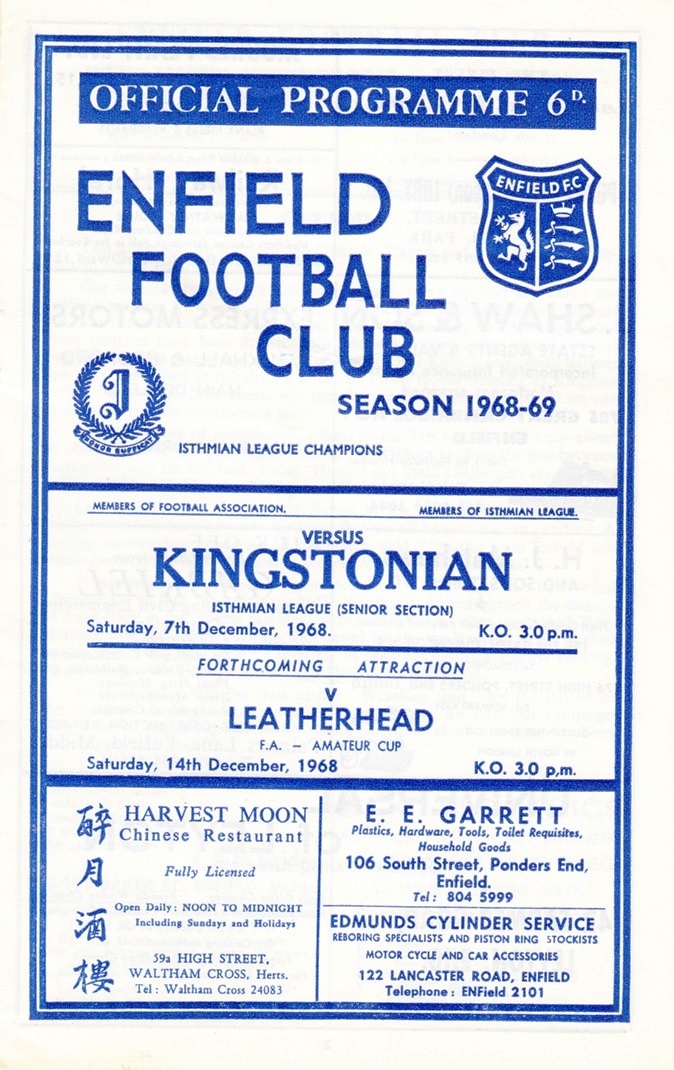 OFFICIAL PROGRAMME 6D.
ENFIELD
FOOTBALL
CLUB
ENFIELD F.C
SEASON 1968-69
HONOR SUPPLICAT
ISTHMIAN LEAGUE CHAMPIONS
MEMBERS OF FOOTBALL ASSOCIATION. MEMBERS OF ISTHMIAN LEAGUE.
VERSUS
KINGSTONIAN
ISTHMIAN LEAGUE (SENIOR SECTION)
Saturday, 7th December, 1968. K.O. 3.0 p.m.
FORTHCOMING ATTRACTION
V
LEATHERHEAD
F.A. — AMATEUR CUP
Saturday, 14th December, 1968 K.O. 3.0 p.m.
醉月酒樓
HARVEST MOON
Chinese Restaurant
Fully Licensed
Open Daily: NOON TO MIDNIGHT
Including Sundays and Holidays
59a HIGH STREET,
WALTHAM CROSS, Herts.
Tel: Waltham Cross 24083
E. E. GARRETT
Plastics, Hardware, Tools, Toilet Requisites,
Household Goods
106 South Street, Ponders End,
Enfield.
Tel: 804 5999
EDMUNDS CYLINDER SERVICE
REBORING SPECIALISTS AND PISTON RING STOCKISTS
MOTOR CYCLE AND CAR ACCESSORIES
122 LANCASTER ROAD, ENFIELD
Telephone: ENField 2101